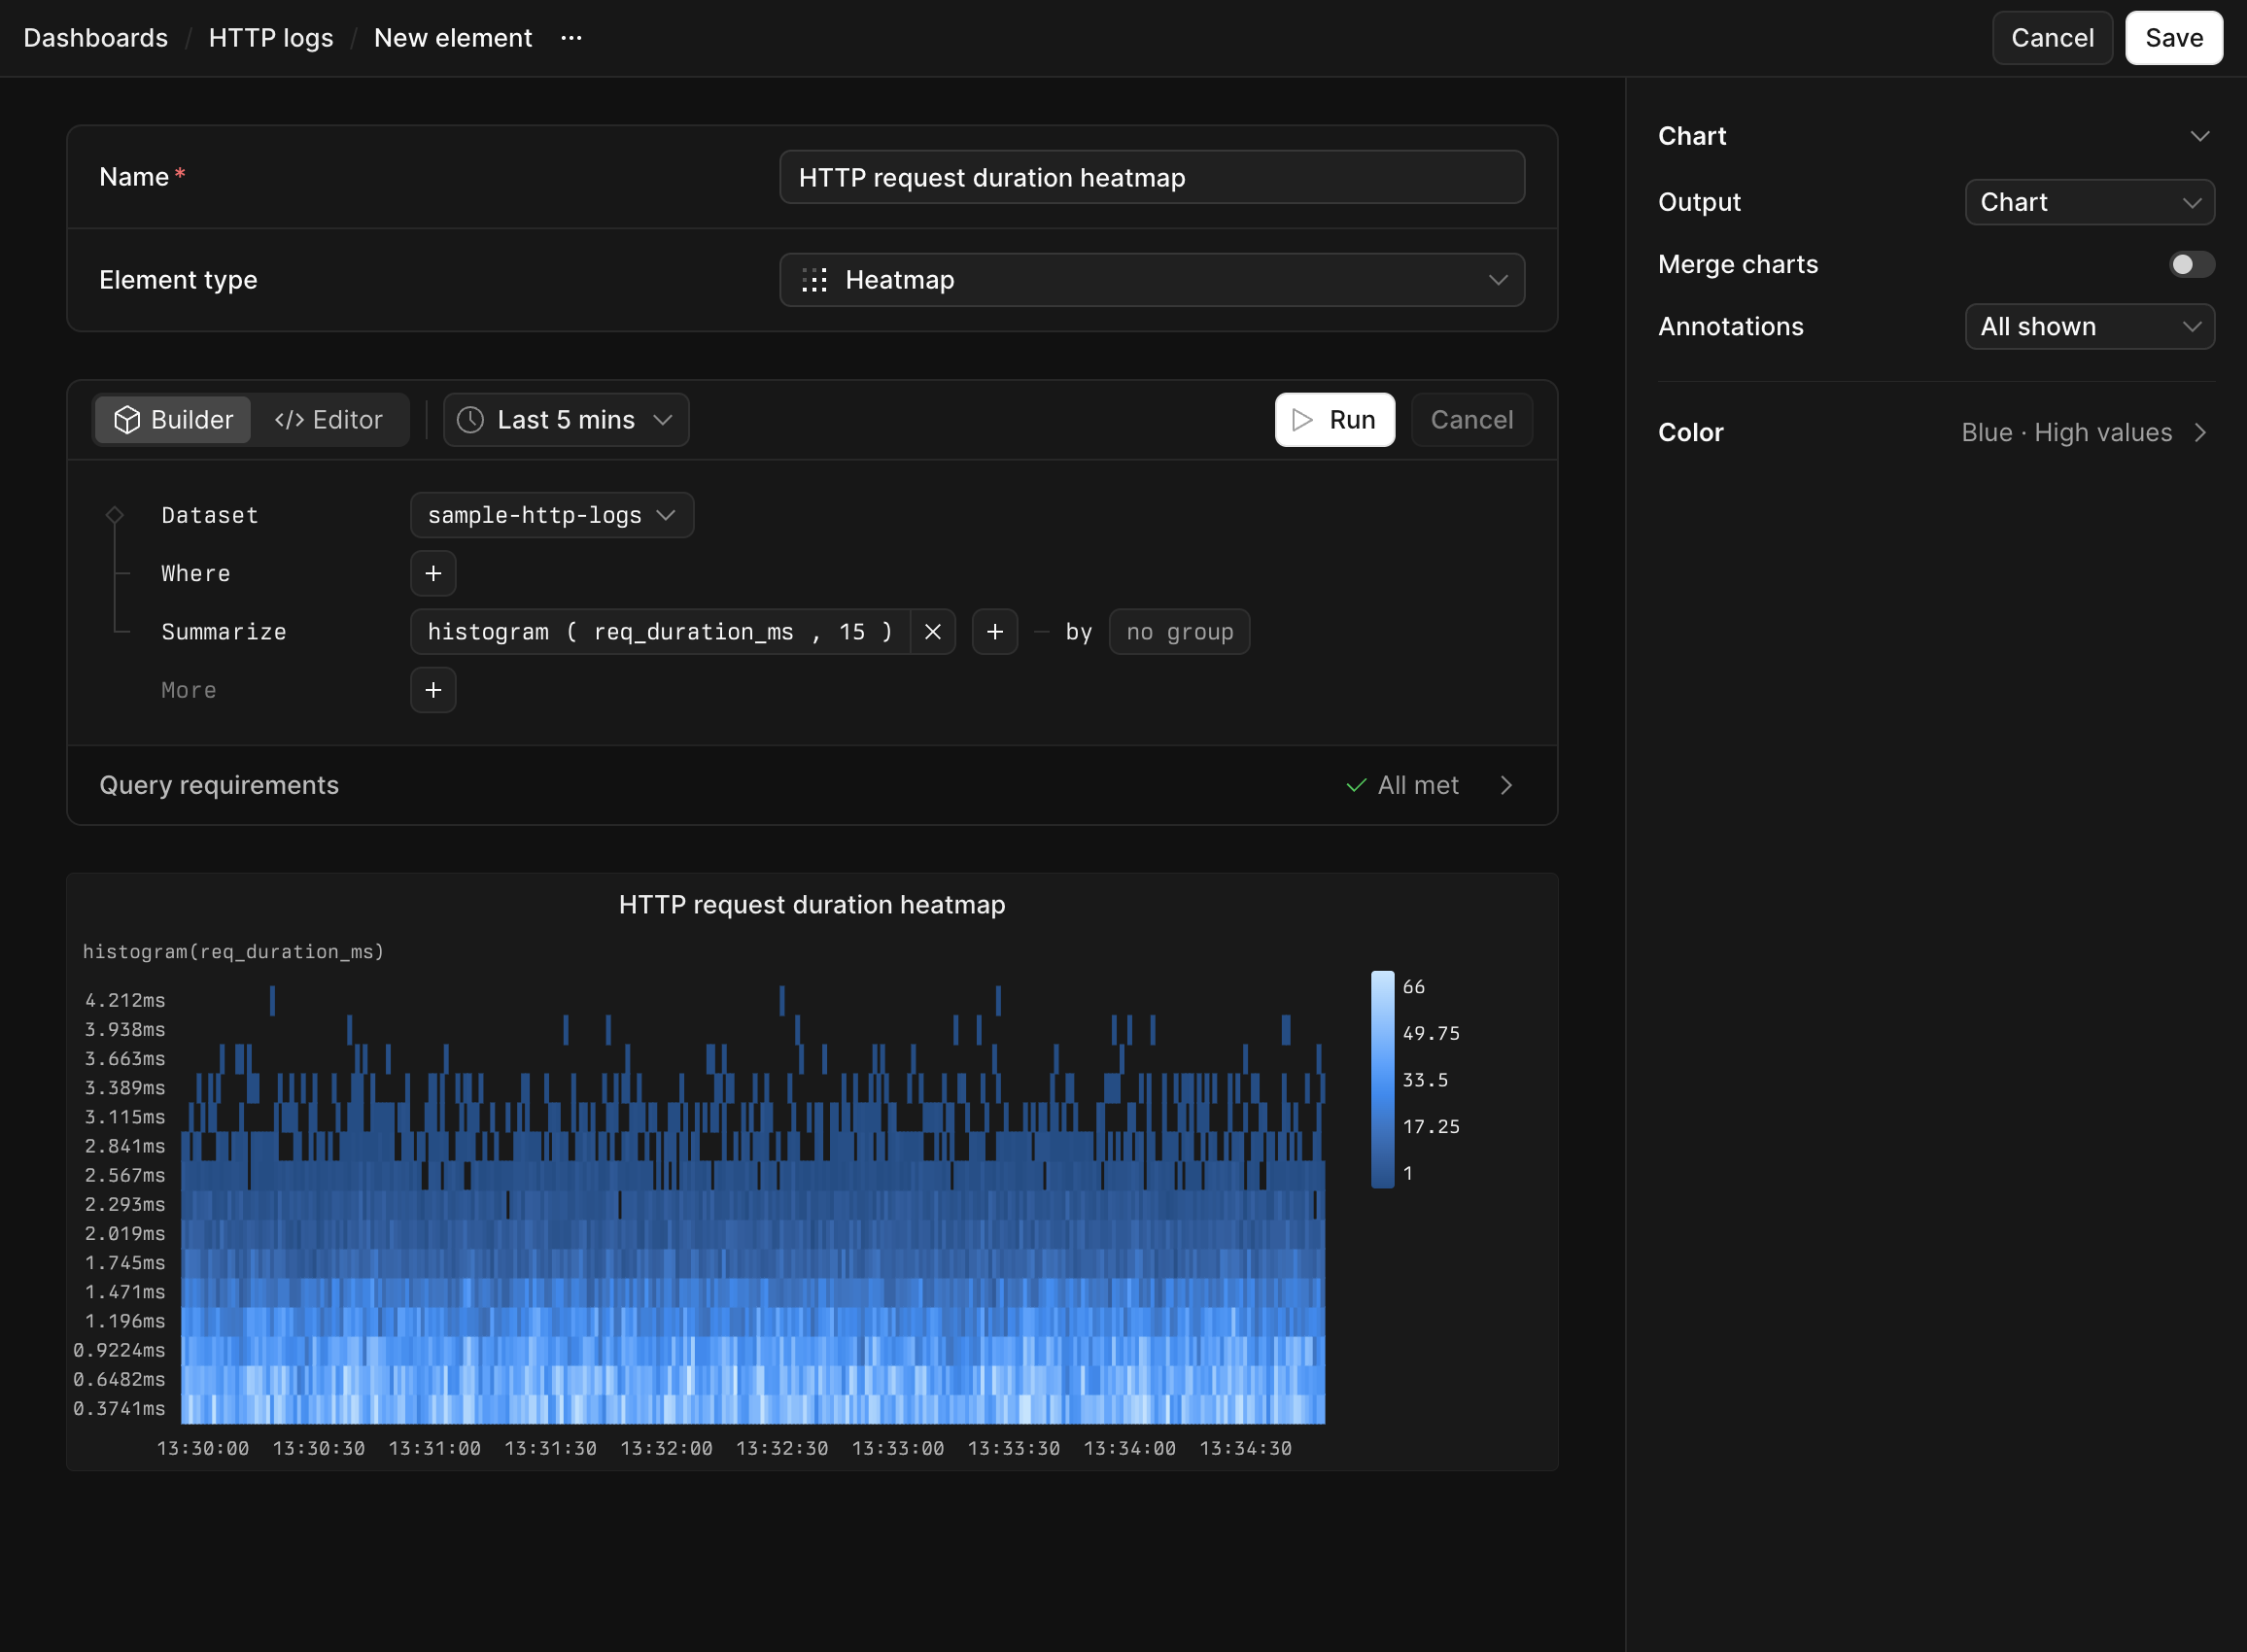 Dashboards / HTTP logs / New element ···
Cancel
Save
Name *
HTTP request duration heatmap
Element type
Heatmap
Builder
Editor
Last 5 mins
Run
Cancel
Dataset
sample-http-logs
Where
+
Summarize
histogram ( req_duration_ms , 15 )
+
by
no group
More
+
Query requirements
All met
HTTP request duration heatmap
histogram(req_duration_ms)
4.212ms
3.938ms
3.663ms
3.389ms
3.115ms
2.841ms
2.567ms
2.293ms
2.019ms
1.745ms
1.471ms
1.196ms
0.9224ms
0.6482ms
0.3741ms
13:30:00 13:30:30 13:31:00 13:31:30 13:32:00 13:32:30 13:33:00 13:33:30 13:34:00 13:34:30
66
49.75
33.5
17.25
1
Chart
Output
Chart
Merge charts
Annotations
All shown
Color
Blue · High values